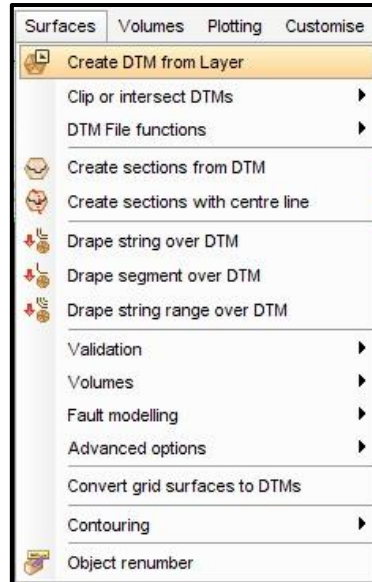 Surfaces Volumes Plotting Customise
Create DTM from Layer
Clip or intersect DTMs
DTM File functions
Create sections from DTM
Create sections with centre line
Drape string over DTM
Drape segment over DTM
Drape string range over DTM
Validation
Volumes
Fault modelling
Advanced options
Convert grid surfaces to DTMs
Contouring
Object renumber